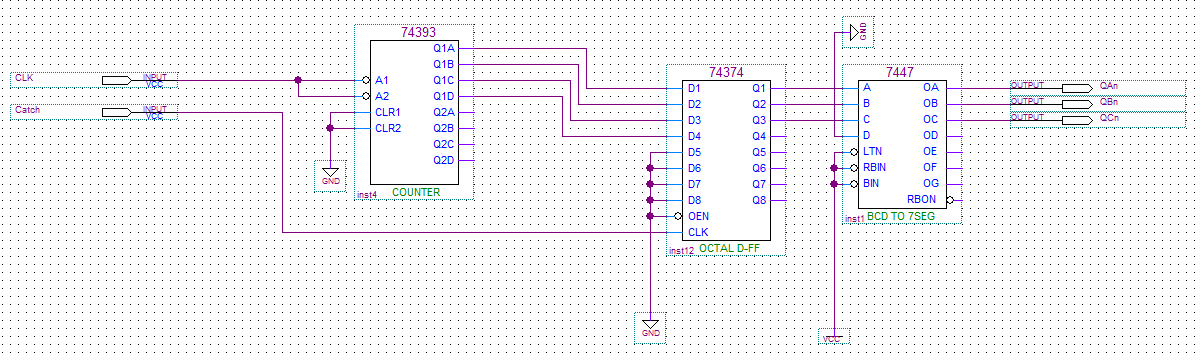 CLK
INPUT
VCC
Catch
INPUT
VCC
74393
A1
A2
CLR1
CLR2
Q1A
Q1B
Q1C
Q1D
Q2A
Q2B
Q2C
Q2D
inst4
COUNTER
GND
74374
D1
D2
D3
D4
D5
D6
D7
D8
OEN
CLK
Q1
Q2
Q3
Q4
Q5
Q6
Q7
Q8
inst12
OCTAL D-FF
GND
GND
7447
A
B
C
D
LTN
RBIN
BIN
OA
OB
OC
OD
OE
OF
OG
RBON
inst1
BCD TO 7SEG
VCC
OUTPUT
QAn
OUTPUT
QBn
OUTPUT
QCn